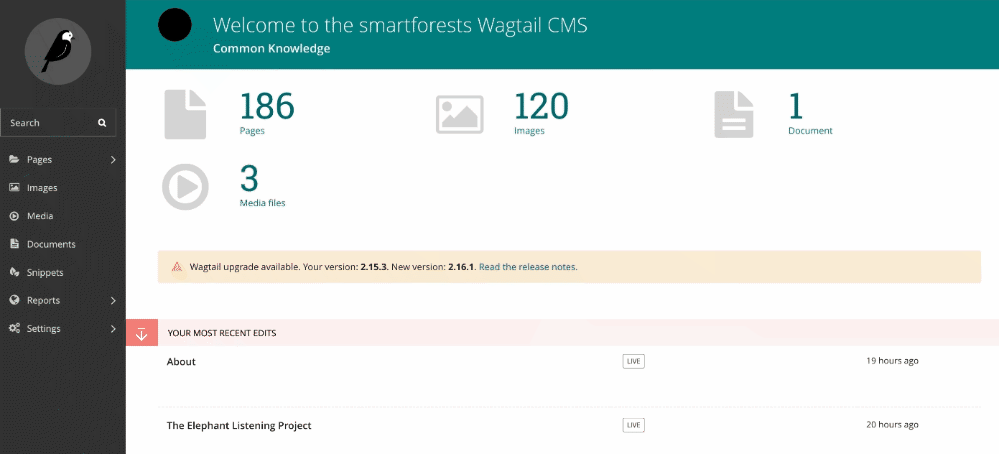 Welcome to the smartforests Wagtail CMS
Common Knowledge
Search
Pages
Images
Media
Documents
Snippets
Reports
Settings
186
Pages
120
Images
1
Document
3
Media files
Wagtail upgrade available. Your version: 2.15.3. New version: 2.16.1. Read the release notes.
YOUR MOST RECENT EDITS
About LIVE 19 hours ago
The Elephant Listening Project LIVE 20 hours ago